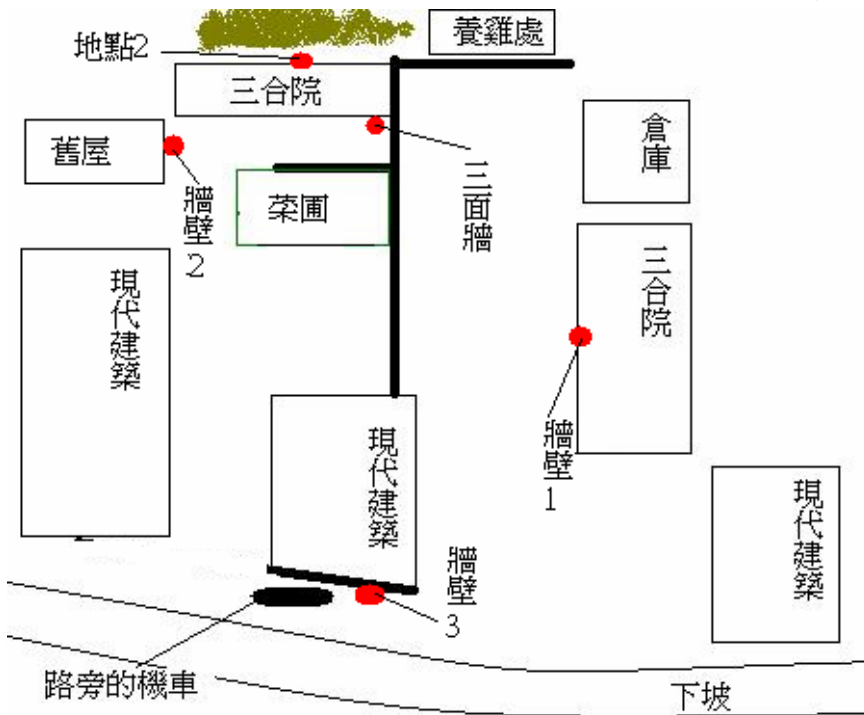 養雞處
地點2
三合院
倉庫
舊屋
三面牆
菜圃
牆壁2
三合院
現代建築
牆壁1
現代建築
現代建築
牆壁3
路旁的機車
下坡